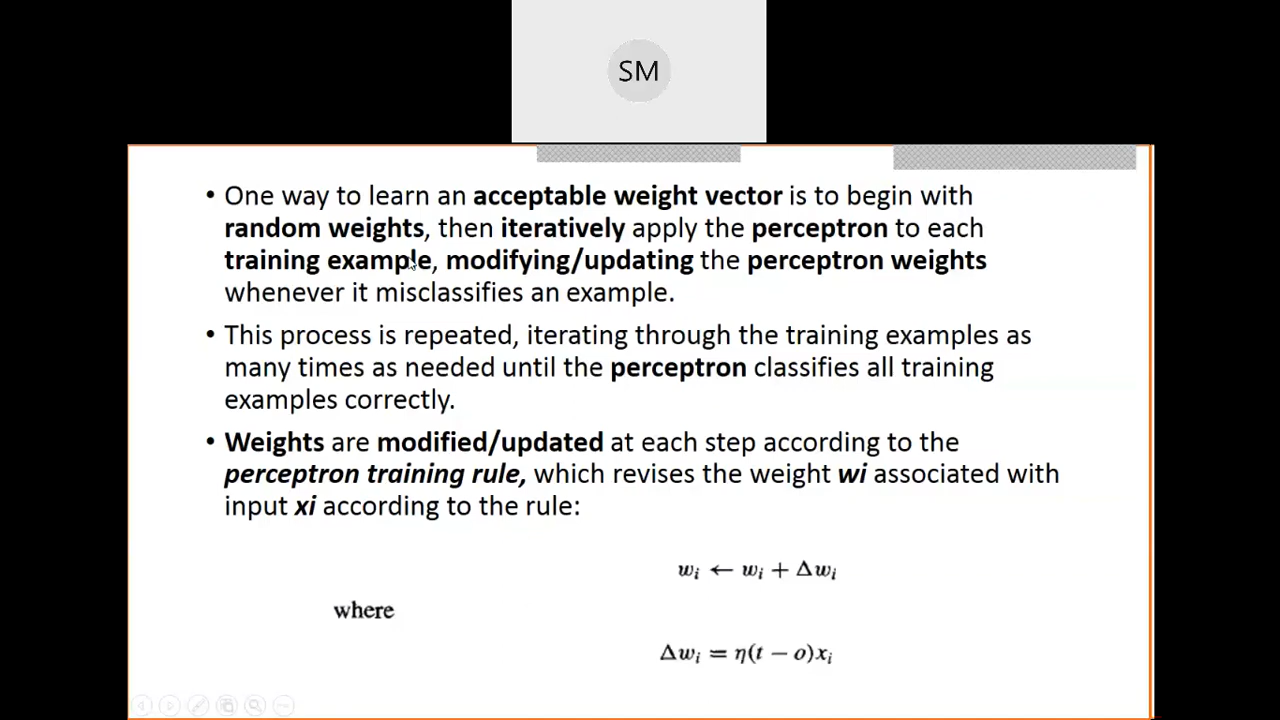 SM
• One way to learn an acceptable weight vector is to begin with
random weights, then iteratively apply the perceptron to each
training example, modifying/updating the perceptron weights
whenever it misclassifies an example.
• This process is repeated, iterating through the training examples as
many times as needed until the perceptron classifies all training
examples correctly.
• Weights are modified/updated at each step according to the
perceptron training rule, which revises the weight wi associated with
input xi according to the rule:
wᵢ ← wᵢ + Δwᵢ
where
Δwᵢ = η(t − o)xᵢ